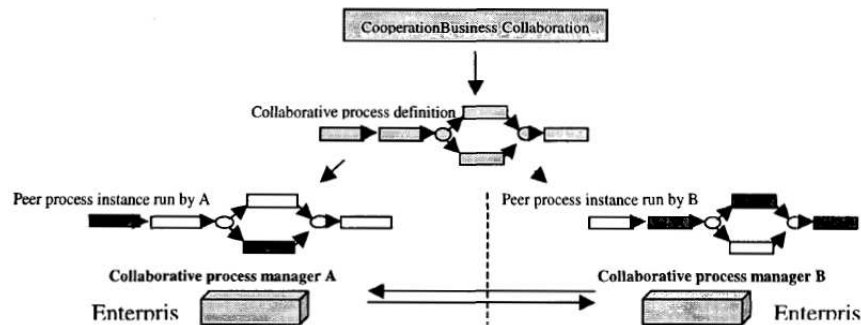 CooperationBusiness Collaboration
Collaborative process definition
Peer process instance run by A
Peer process instance run by B
Collaborative process manager A
Collaborative process manager B
Enterpris
Enterpris